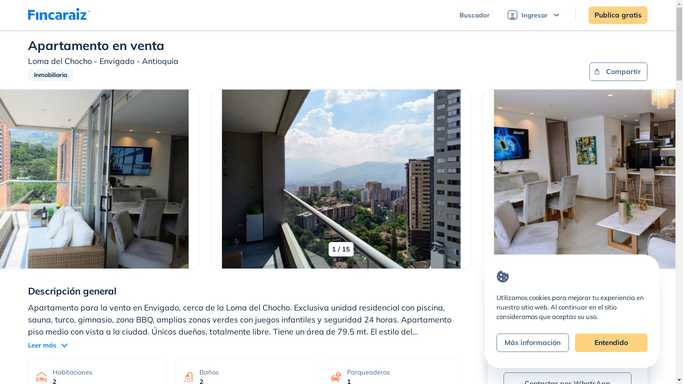 Fincaraiz
Buscador
Ingresar
Publica gratis
Apartamento en venta
Loma del Chocho - Envigado - Antioquia
Inmobiliaria
Compartir
1 / 15
Descripción general
Apartamento para la venta en Envigado, cerca de la Loma del Chocho. Exclusiva unidad residencial con piscina,
sauna, turco, gimnasio, zona BBQ, amplias zonas verdes con juegos infantiles y seguridad 24 horas. Apartamento
piso medio con vista a la ciudad. Únicos dueños, totalmente libre. Tiene un área de 79.5 mt. El estilo del...
Leer más
Habitaciones
2
Baños
2
Parqueaderos
1
Utilizamos cookies para mejorar tu experiencia en
nuestro sitio web. Al continuar en el sitio
consideramos que aceptas su uso.
Más información
Entendido
Contactar por WhatsApp